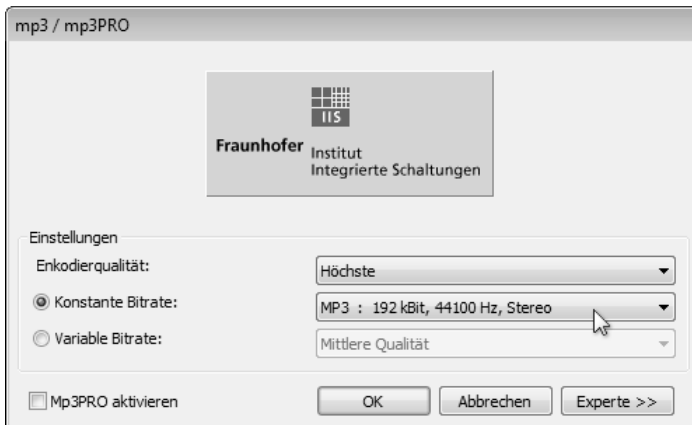 mp3 / mp3PRO
IIS
Fraunhofer Institut
Integrierte Schaltungen
Einstellungen
Enkodierqualität: Höchste
Konstante Bitrate: MP3 : 192 kBit, 44100 Hz, Stereo
Variable Bitrate: Mittlere Qualität
Mp3PRO aktivieren OK Abbrechen Experte >>